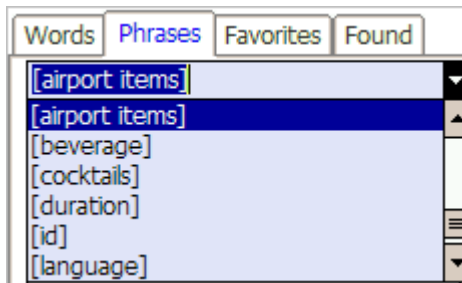 Words Phrases Favorites Found
[airport items]
[airport items]
[beverage]
[cocktails]
[duration]
[id]
[language]